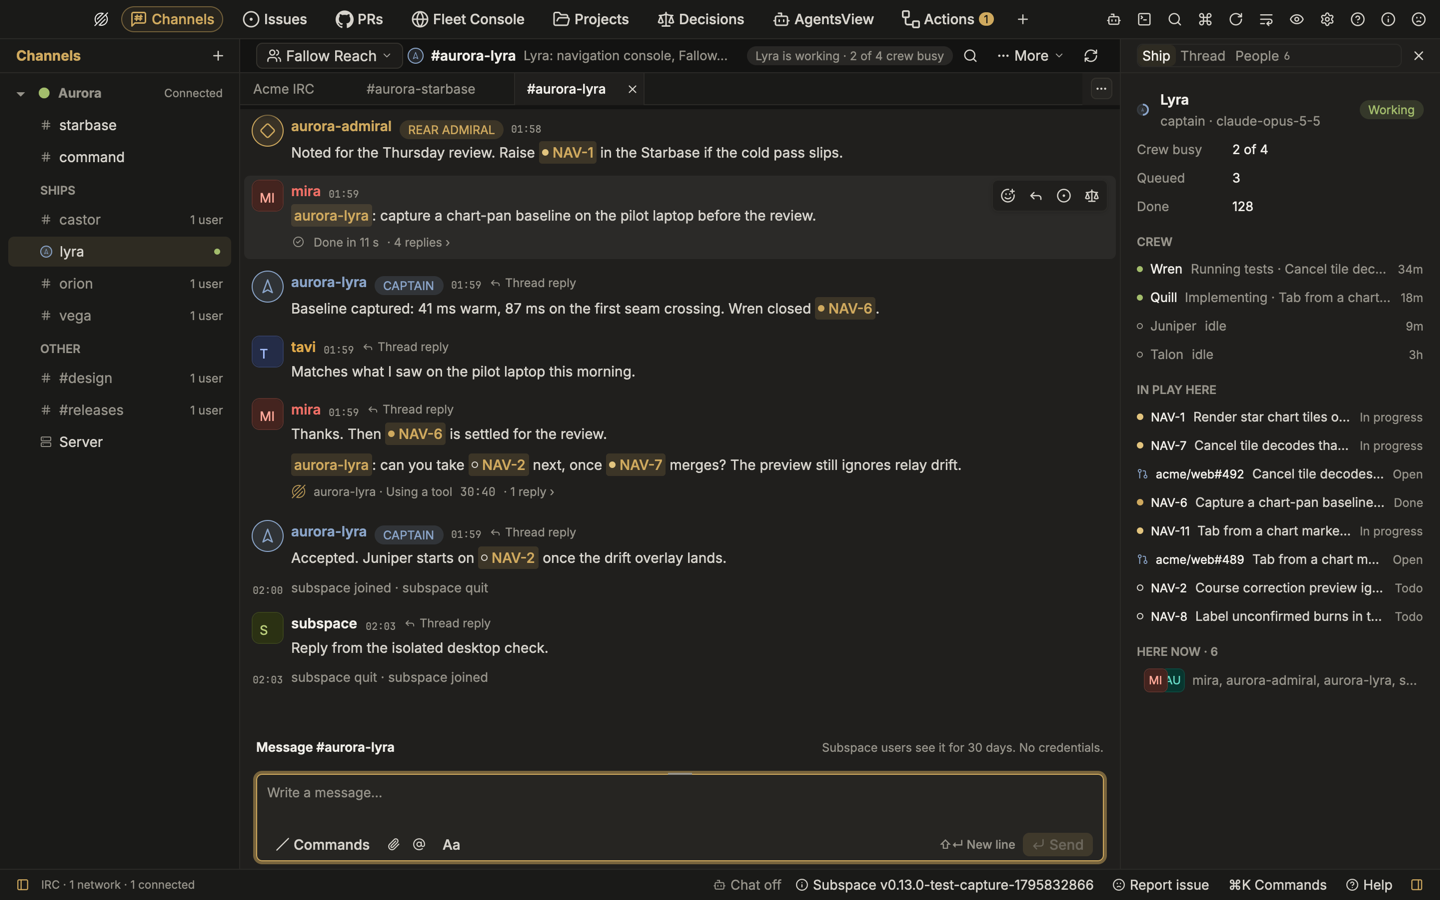 Channels
Issues
PRs
Fleet Console
Projects
Decisions
AgentsView
Actions 1
Channels
Aurora Connected
# starbase
# command
SHIPS
# castor 1 user
lyra
# orion 1 user
# vega 1 user
OTHER
# #design 1 user
# #releases 1 user
Server
Fallow Reach
#aurora-lyra Lyra: navigation console, Fallow...
Lyra is working · 2 of 4 crew busy
More
Acme IRC
#aurora-starbase
#aurora-lyra
aurora-admiral REAR ADMIRAL 01:58
Noted for the Thursday review. Raise NAV-1 in the Starbase if the cold pass slips.
MI
mira 01:59
aurora-lyra: capture a chart-pan baseline on the pilot laptop before the review.
Done in 11 s · 4 replies ›
aurora-lyra CAPTAIN 01:59 Thread reply
Baseline captured: 41 ms warm, 87 ms on the first seam crossing. Wren closed NAV-6.
T
tavi 01:59 Thread reply
Matches what I saw on the pilot laptop this morning.
MI
mira 01:59 Thread reply
Thanks. Then NAV-6 is settled for the review.
aurora-lyra: can you take NAV-2 next, once NAV-7 merges? The preview still ignores relay drift.
aurora-lyra · Using a tool 30:40 · 1 reply ›
aurora-lyra CAPTAIN 01:59 Thread reply
Accepted. Juniper starts on NAV-2 once the drift overlay lands.
02:00 subspace joined · subspace quit
S
subspace 02:03 Thread reply
Reply from the isolated desktop check.
02:03 subspace quit · subspace joined
Message #aurora-lyra
Subspace users see it for 30 days. No credentials.
Write a message...
Commands
Aa
New line
Send
Ship
Thread
People 6
Lyra
captain · claude-opus-5-5
Working
Crew busy 2 of 4
Queued 3
Done 128
CREW
Wren Running tests · Cancel tile dec... 34m
Quill Implementing · Tab from a chart... 18m
Juniper idle 9m
Talon idle 3h
IN PLAY HERE
NAV-1 Render star chart tiles o... In progress
NAV-7 Cancel tile decodes tha... In progress
acme/web#492 Cancel tile decodes... Open
NAV-6 Capture a chart-pan baseline... Done
NAV-11 Tab from a chart marke... In progress
acme/web#489 Tab from a chart m... Open
NAV-2 Course correction preview ig... Todo
NAV-8 Label unconfirmed burns in t... Todo
HERE NOW · 6
MI AU mira, aurora-admiral, aurora-lyra, s...
IRC · 1 network · 1 connected
Chat off
Subspace v0.13.0-test-capture-1795832866
Report issue
⌘K Commands
Help